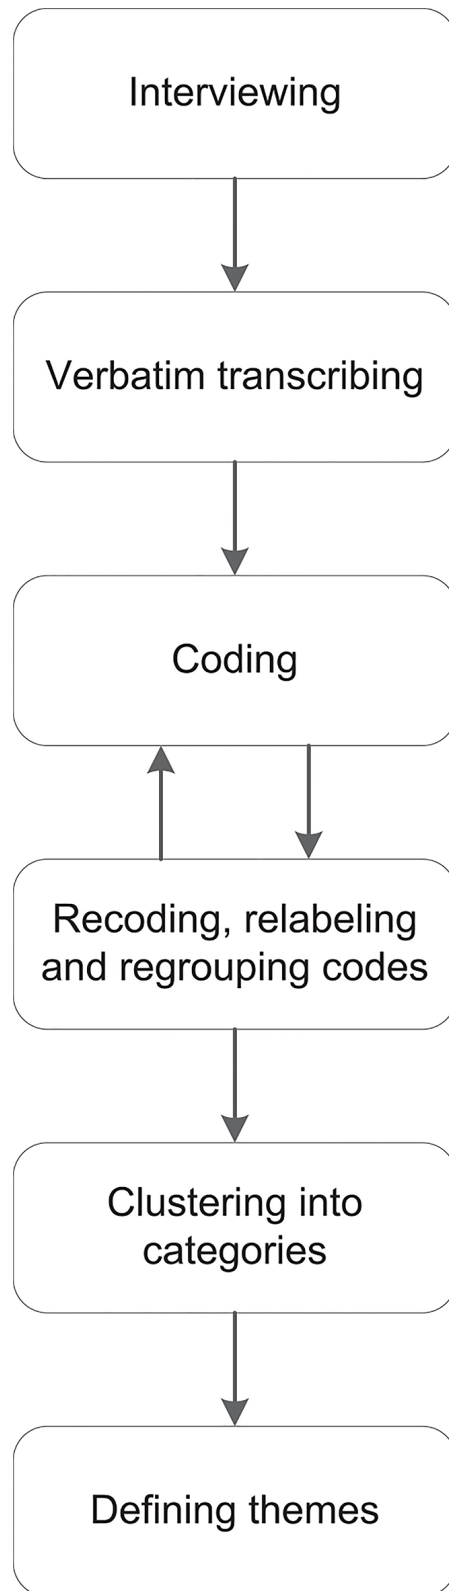 Interviewing
Verbatim transcribing
Coding
Recoding, relabeling
and regrouping codes
Clustering into
categories
Defining themes